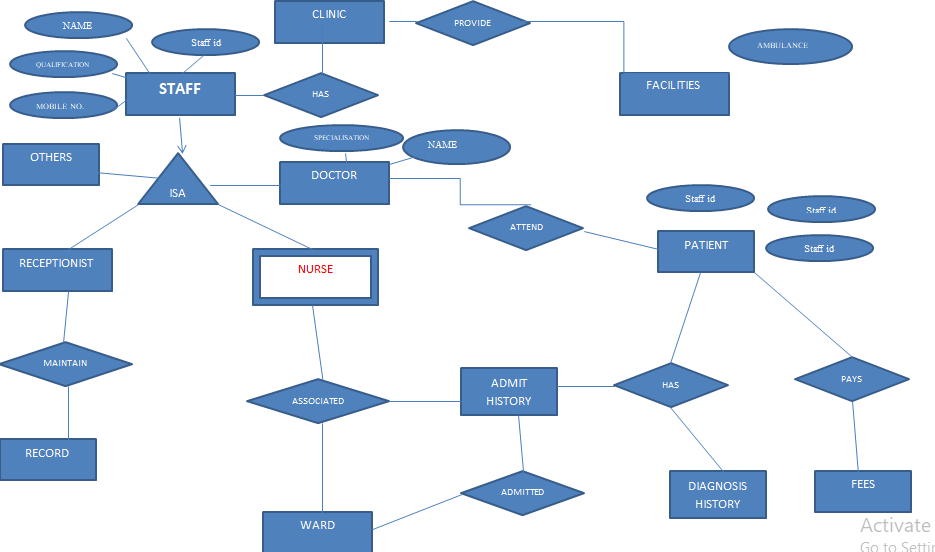 CLINIC
PROVIDE
NAME
Staff id
AMBULANCE
QUALIFICATION
STAFF
HAS
FACILITIES
MOBILE NO.
SPECIALISATION
NAME
OTHERS
DOCTOR
ISA
Staff id
Staff id
ATTEND
PATIENT
Staff id
RECEPTIONIST
NURSE
MAINTAIN
ASSOCIATED
ADMIT
HISTORY
HAS
PAYS
RECORD
ADMITTED
DIAGNOSIS
HISTORY
FEES
WARD
Activate
Go to Settin